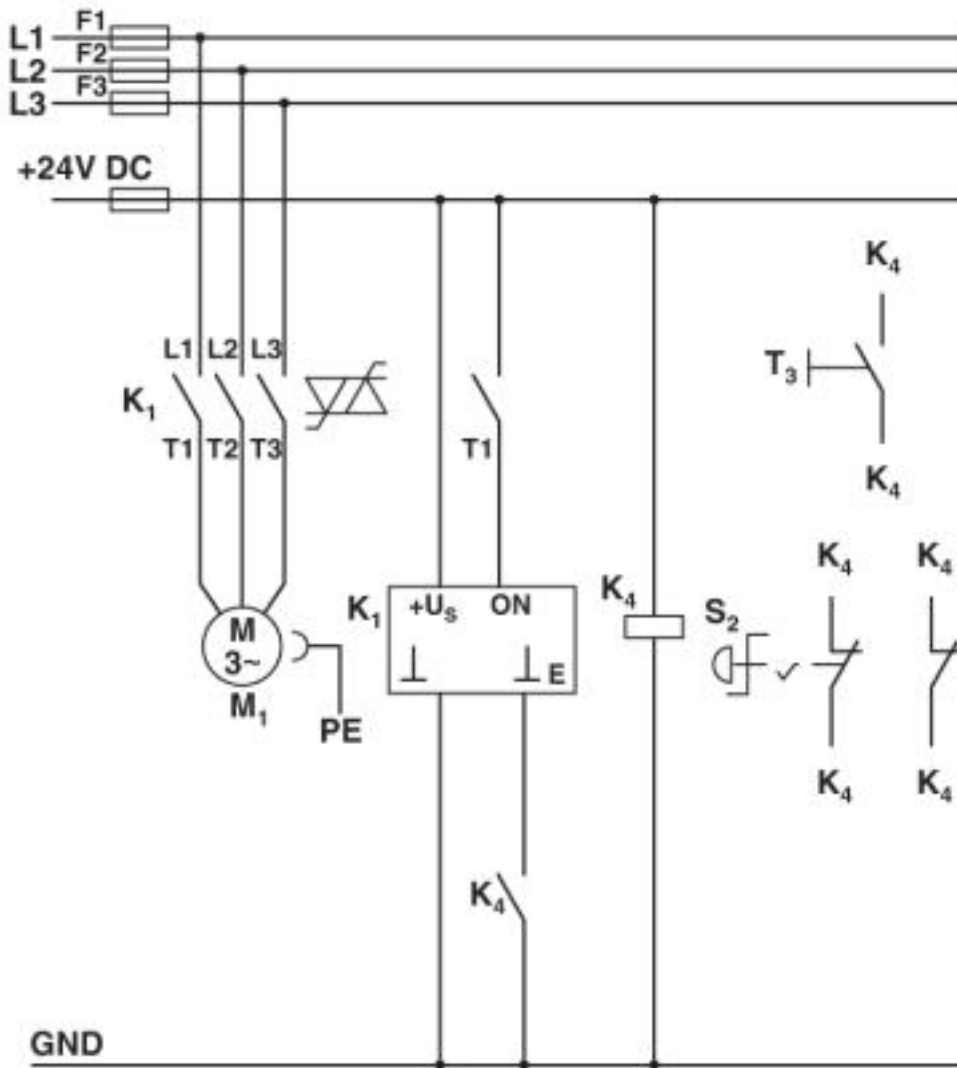 L1 F1
L2 F2
L3 F3
+24V DC
K₄
L1 L2 L3
T₃
K₁
T1 T2 T3
T1
K₄
K₄ K₄
K₁ +Uₛ ON
K₄
S₂
M
3~
E
M₁
PE
K₄ K₄
K₄
GND